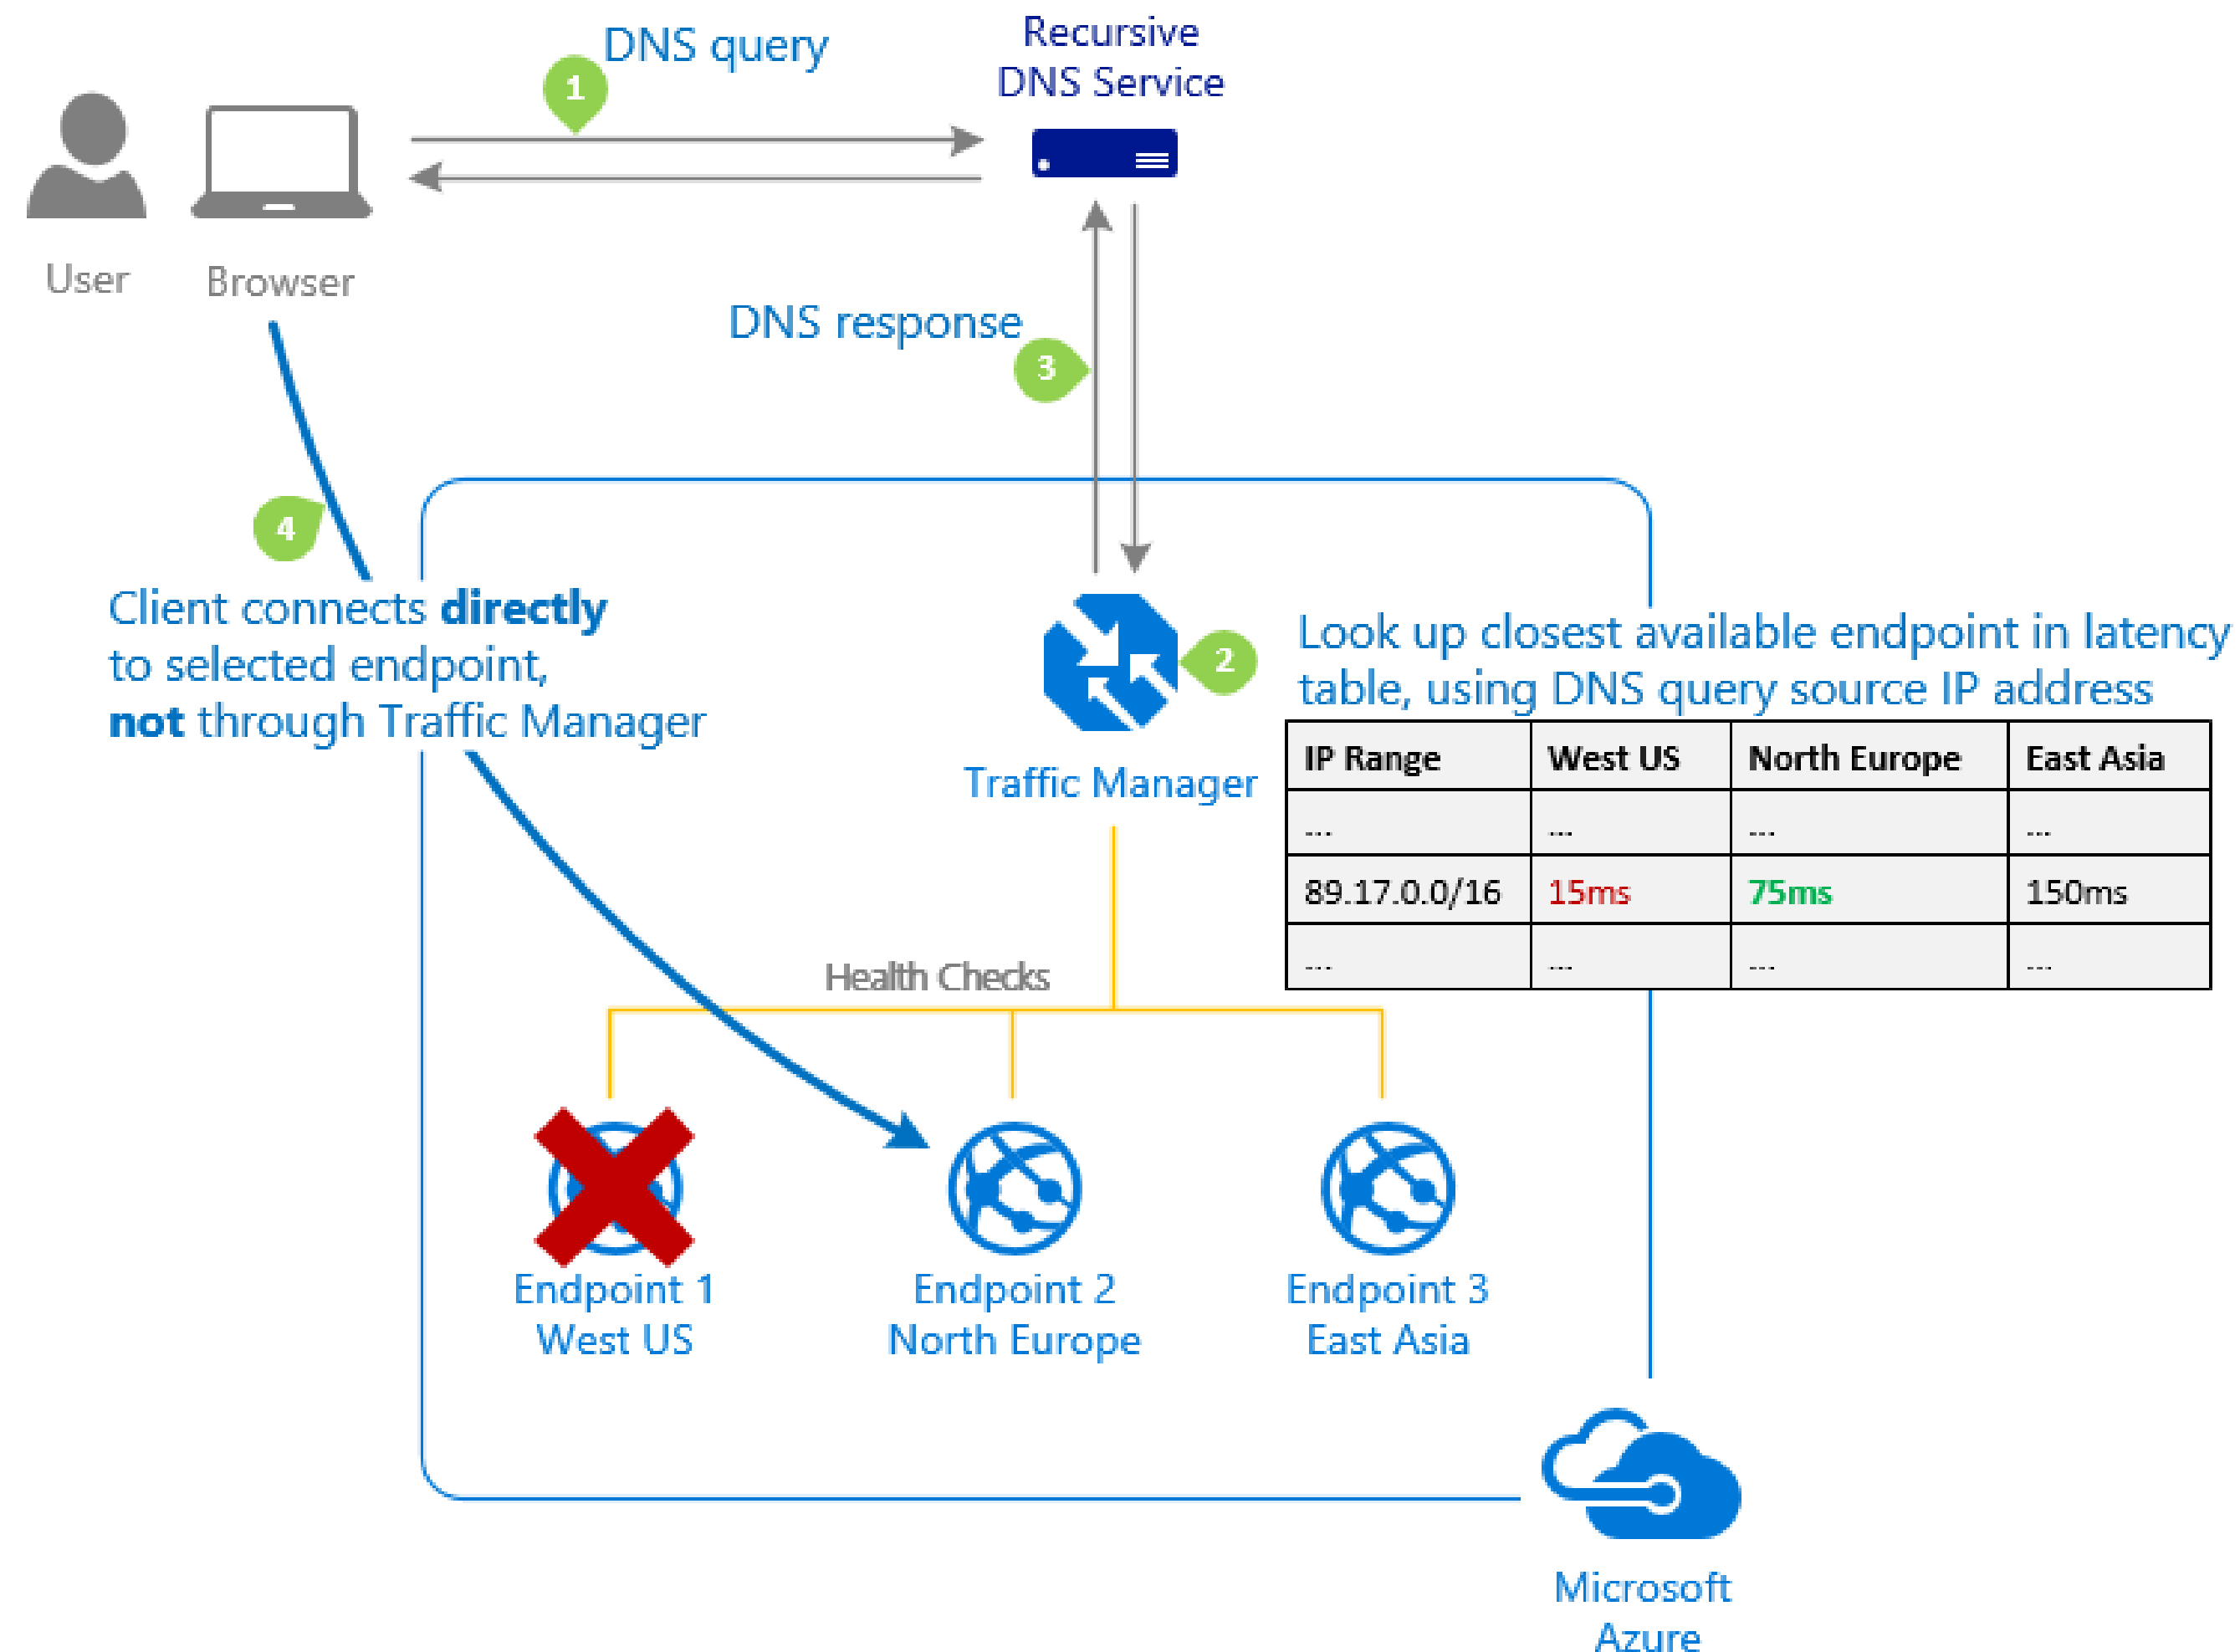 DNS query
Recursive
DNS Service
1
User
Browser
DNS response
3
4
Client connects directly
to selected endpoint,
not through Traffic Manager
2
Look up closest available endpoint in latency
table, using DNS query source IP address
Traffic Manager
IP Range West US North Europe East Asia
... ... ... ...
89.17.0.0/16 15ms 75ms 150ms
... ... ... ...
Health Checks
Endpoint 1
West US
Endpoint 2
North Europe
Endpoint 3
East Asia
Microsoft
Azure